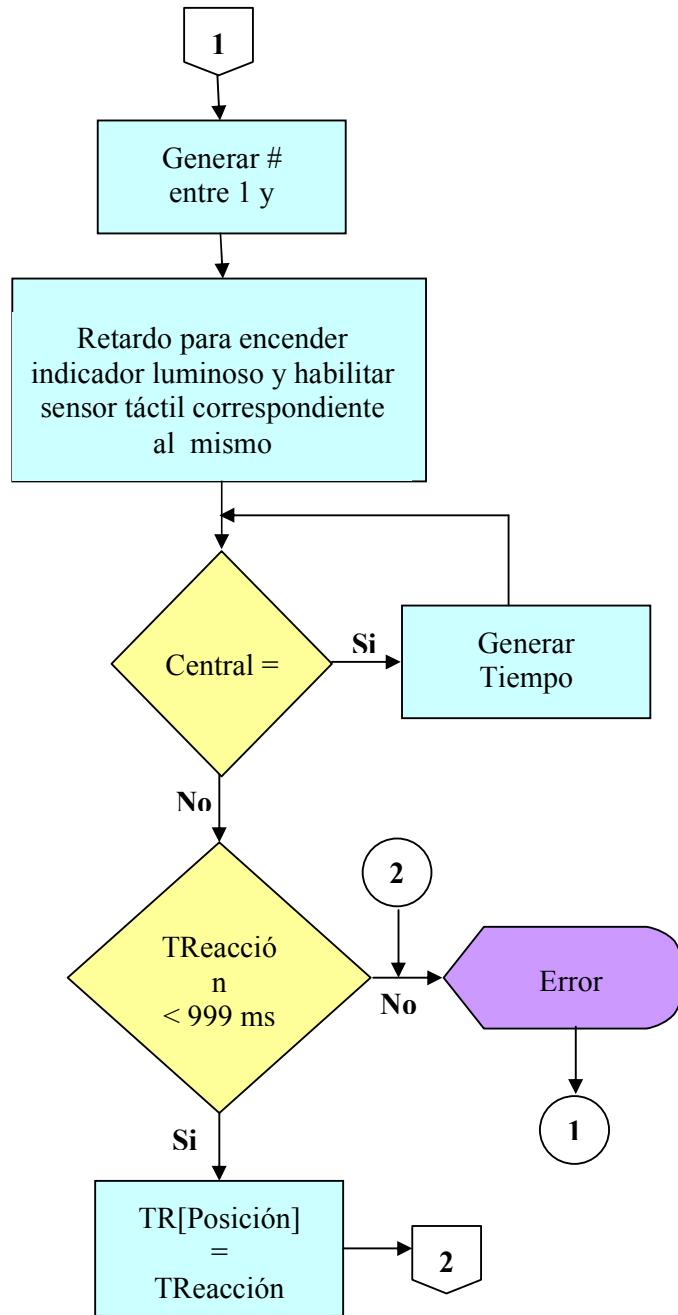 1
Generar #
entre 1 y
Retardo para encender
indicador luminoso y habilitar
sensor táctil correspondiente
al mismo
Central =
Si
Generar
Tiempo
No
2
TReacció
n
< 999 ms
No
Error
1
Si
TR[Posición]
=
TReacción
2